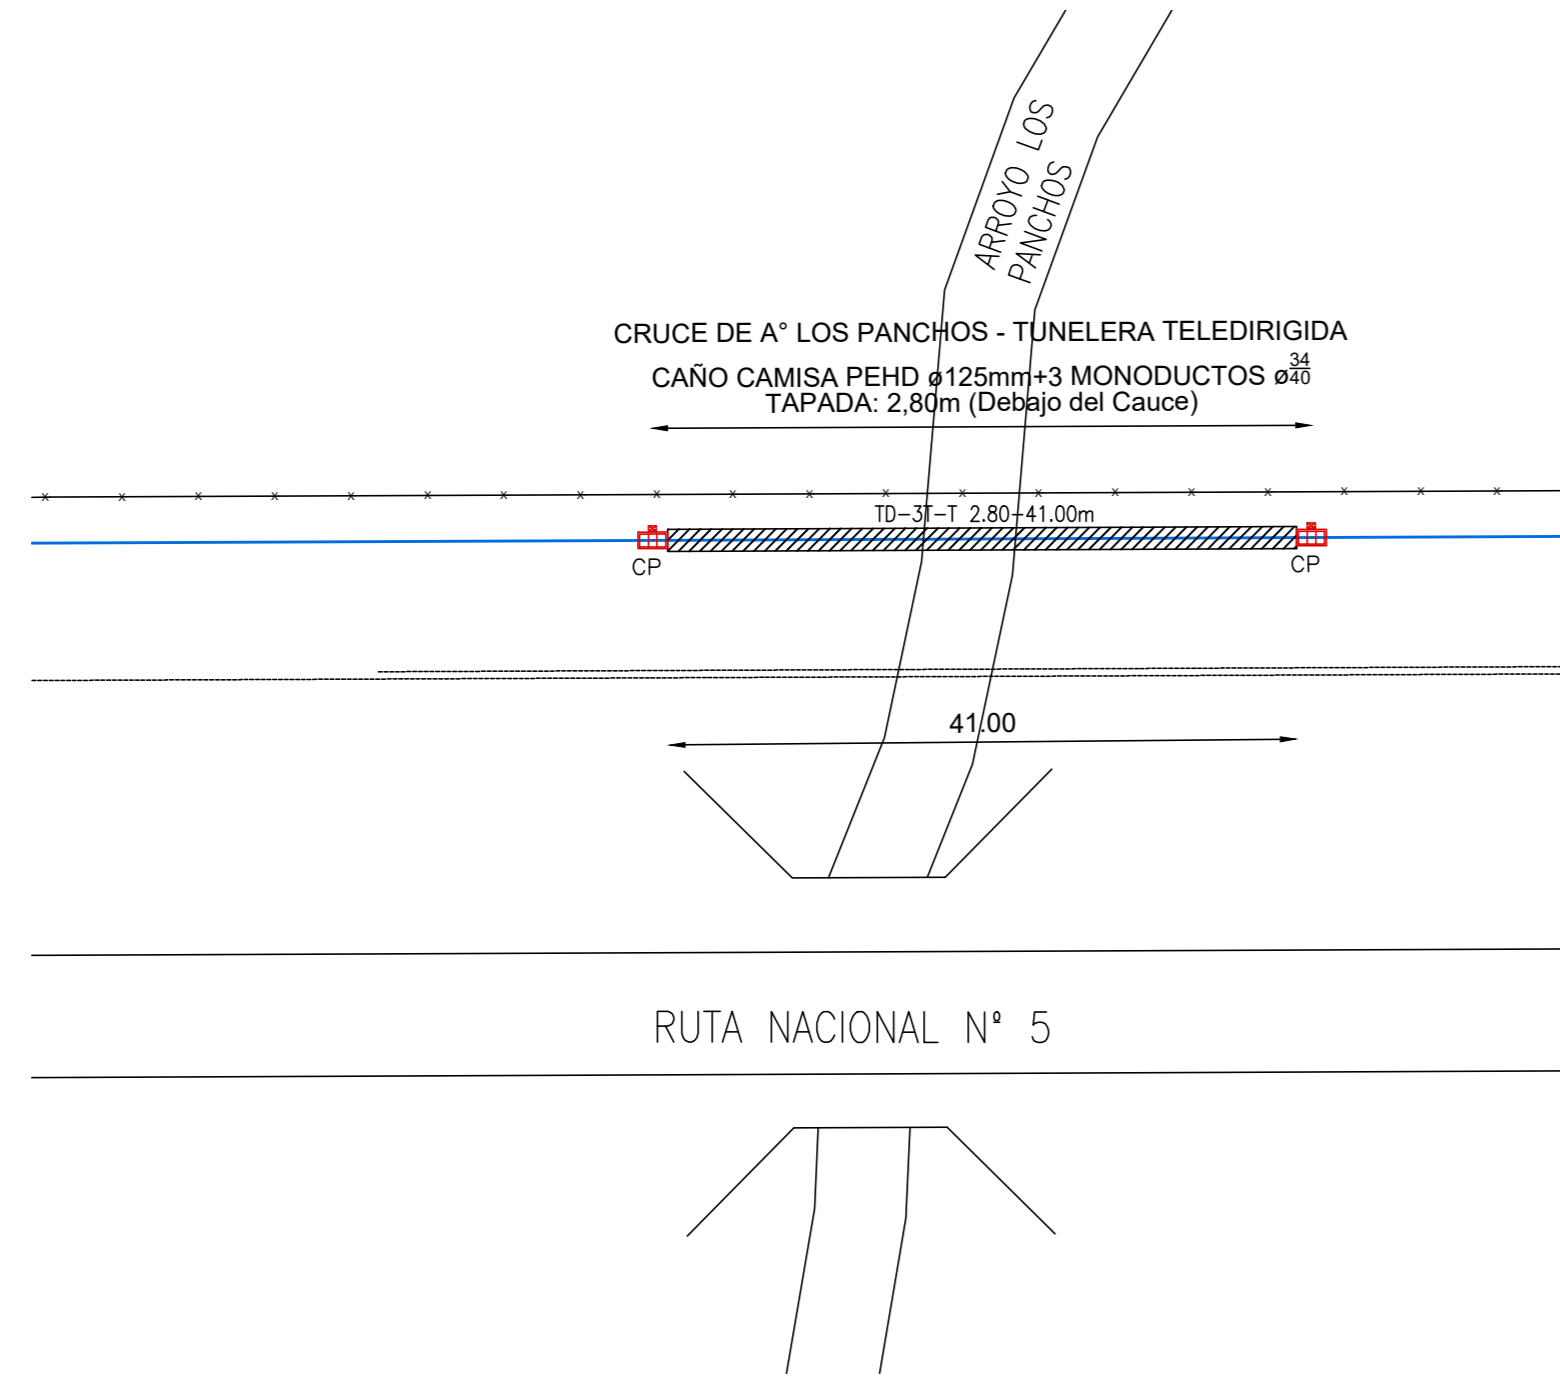 ARROYO LOS
PANCHOS
CRUCE DE A° LOS PANCHOS - TUNELERA TELEDIRIGIDA
CAÑO CAMISA PEHD ø125mm+3 MONODUCTOS ø34/40
TAPADA: 2,80m (Debajo del Cauce)
TD-3T-T 2.80-41.00m
CP
CP
41.00
RUTA NACIONAL Nº 5